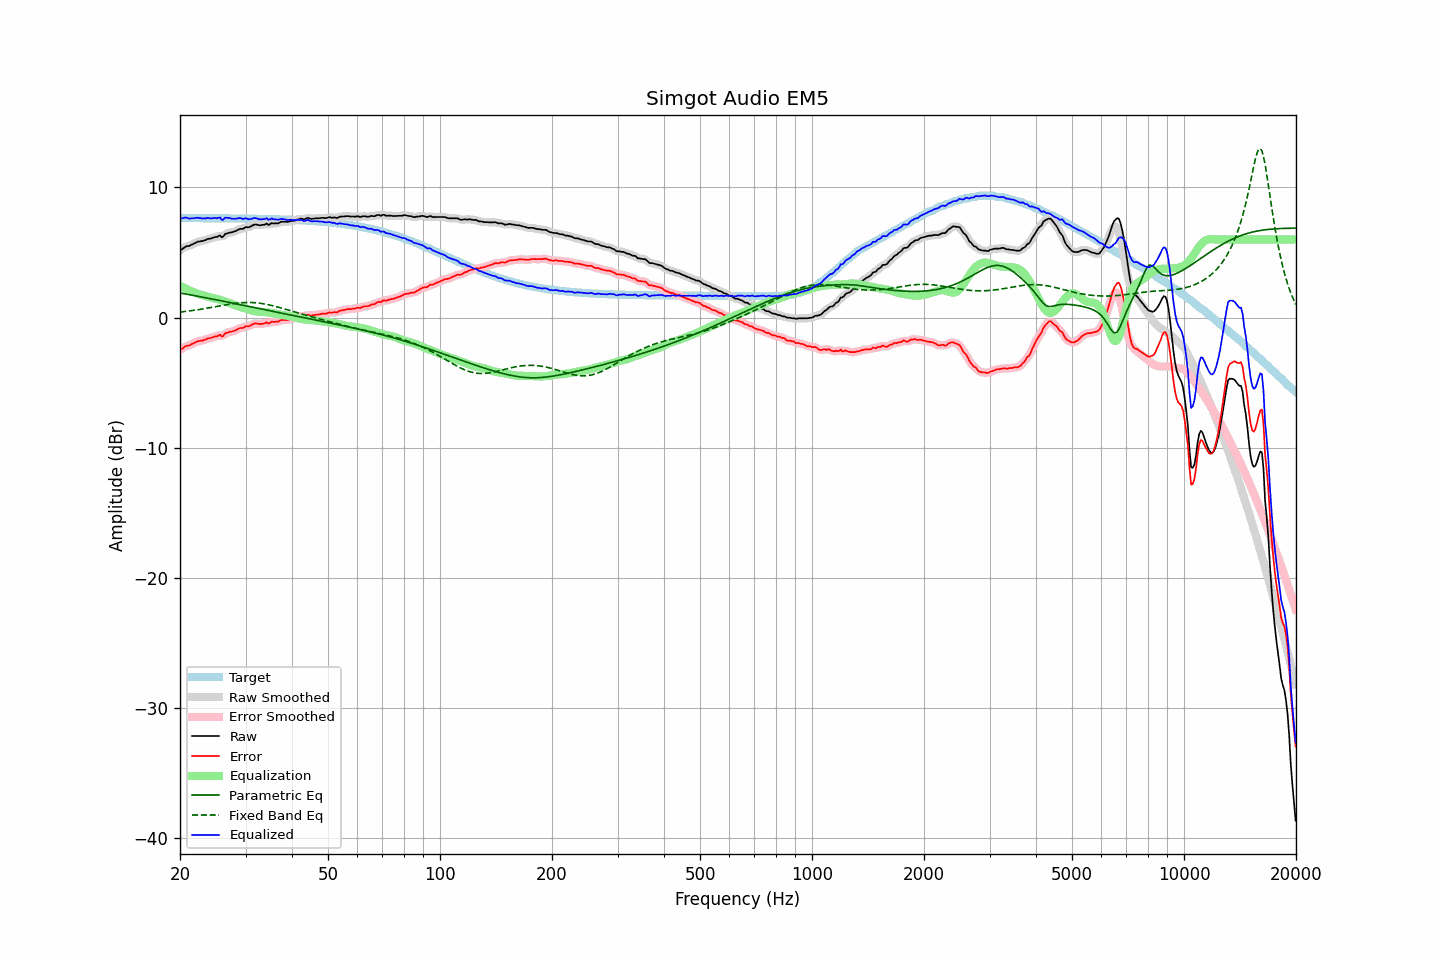 Simgot Audio EM5
Amplitude (dBr)
10
0
−10
−20
−30
−40
Target
Raw Smoothed
Error Smoothed
Raw
Error
Equalization
Parametric Eq
Fixed Band Eq
Equalized
20 50 100 200 500 1000 2000 5000 10000 20000
Frequency (Hz)